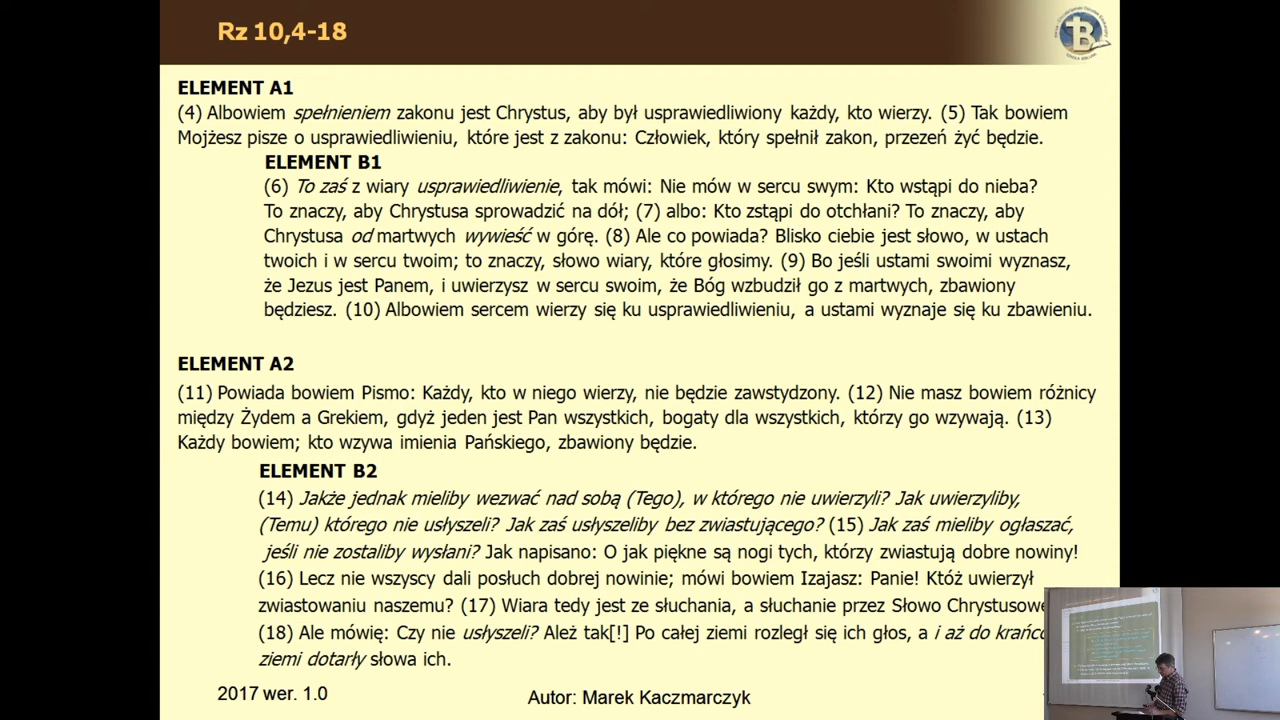 Rz 10,4-18
ELEMENT A1
(4) Albowiem spełnieniem zakonu jest Chrystus, aby był usprawiedliwiony każdy, kto wierzy. (5) Tak bowiem
Mojżesz pisze o usprawiedliwieniu, które jest z zakonu: Człowiek, który spełnił zakon, przezeń żyć będzie.
ELEMENT B1
(6) To zaś z wiary usprawiedliwienie, tak mówi: Nie mów w sercu swym: Kto wstąpi do nieba?
To znaczy, aby Chrystusa sprowadzić na dół; (7) albo: Kto zstąpi do otchłani? To znaczy, aby
Chrystusa od martwych wywieść w górę. (8) Ale co powiada? Blisko ciebie jest słowo, w ustach
twoich i w sercu twoim; to znaczy, słowo wiary, które głosimy. (9) Bo jeśli ustami swoimi wyznasz,
że Jezus jest Panem, i uwierzysz w sercu swoim, że Bóg wzbudził go z martwych, zbawiony
będziesz. (10) Albowiem sercem wierzy się ku usprawiedliwieniu, a ustami wyznaje się ku zbawieniu.
ELEMENT A2
(11) Powiada bowiem Pismo: Każdy, kto w niego wierzy, nie będzie zawstydzony. (12) Nie masz bowiem różnicy
między Żydem a Grekiem, gdyż jeden jest Pan wszystkich, bogaty dla wszystkich, którzy go wzywają. (13)
Każdy bowiem; kto wzywa imienia Pańskiego, zbawiony będzie.
ELEMENT B2
(14) Jakże jednak mieliby wezwać nad sobą (Tego), w którego nie uwierzyli? Jak uwierzyliby,
(Temu) którego nie usłyszeli? Jak zaś usłyszeliby bez zwiastującego? (15) Jak zaś mieliby ogłaszać,
jeśli nie zostaliby wysłani? Jak napisano: O jak piękne są nogi tych, którzy zwiastują dobre nowiny!
(16) Lecz nie wszyscy dali posłuch dobrej nowinie; mówi bowiem Izajasz: Panie! Któż uwierzył
zwiastowaniu naszemu? (17) Wiara tedy jest ze słuchania, a słuchanie przez Słowo Chrystusowe
(18) Ale mówię: Czy nie usłyszeli? Ależ tak[!] Po całej ziemi rozległ się ich głos, a i aż do krańcó
ziemi dotarły słowa ich.
2017 wer. 1.0
Autor: Marek Kaczmarczyk